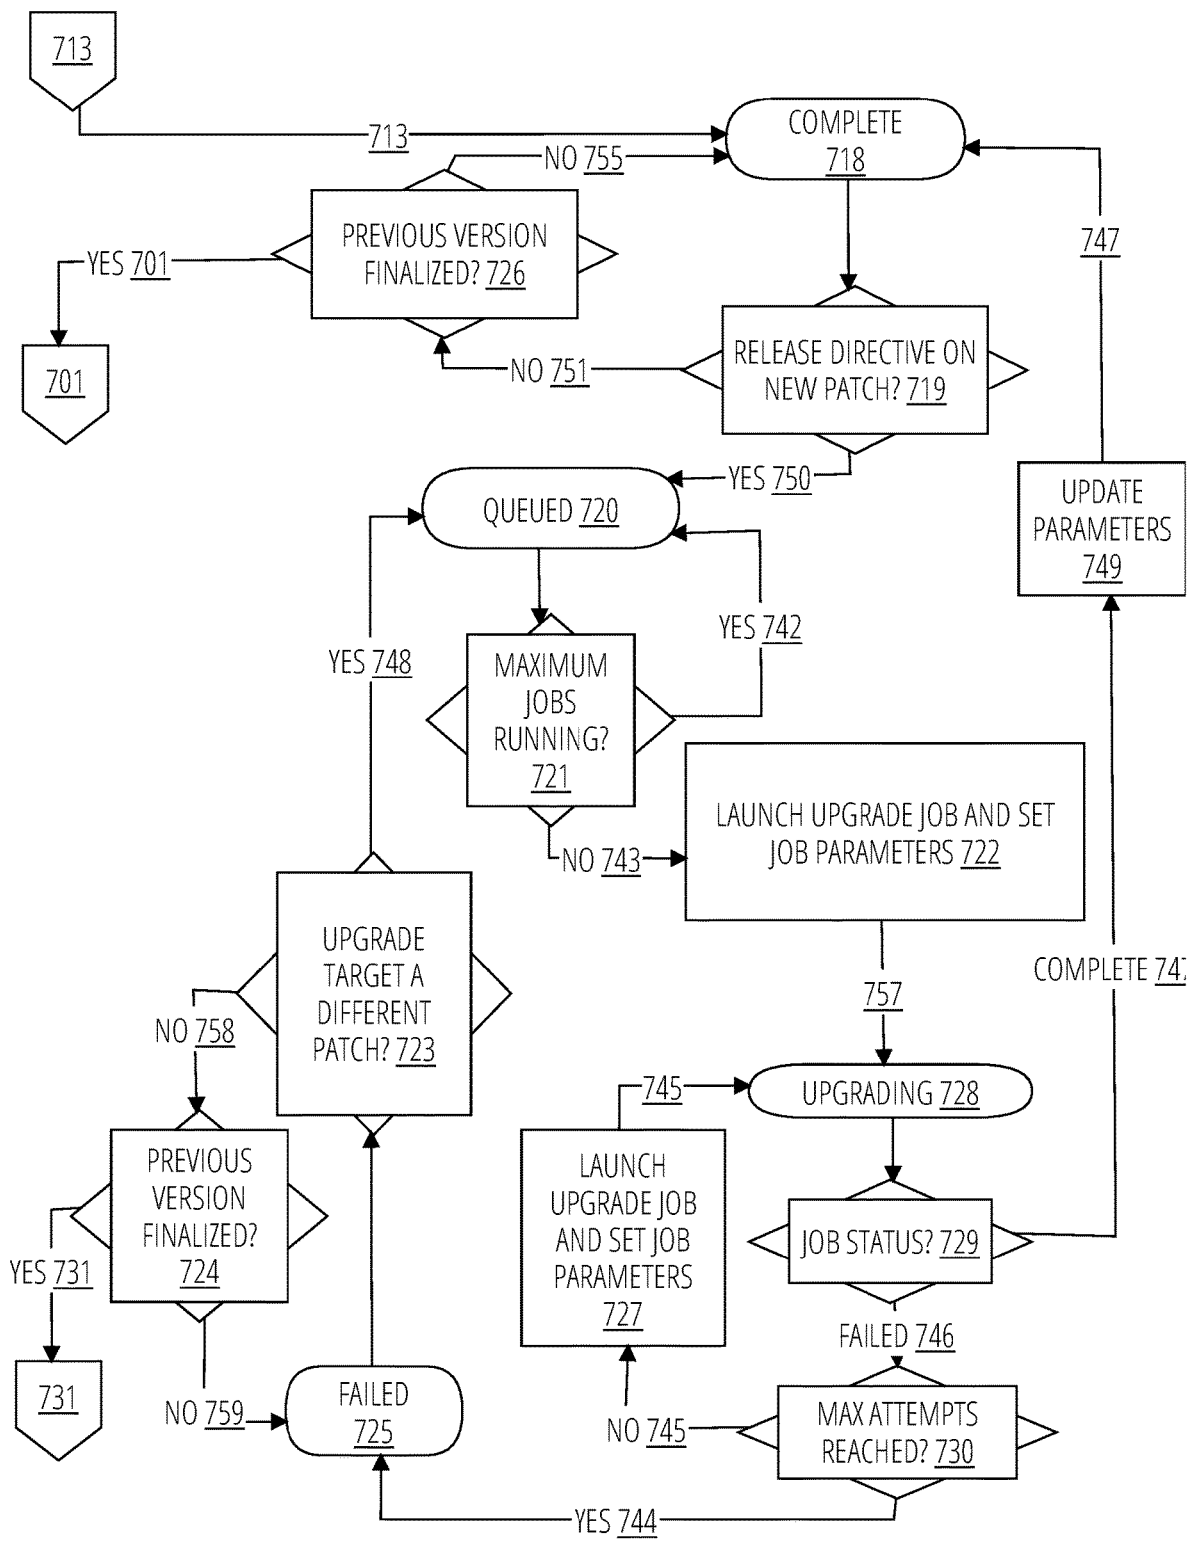 713
COMPLETE
718
713
NO 755
PREVIOUS VERSION
FINALIZED? 726
747
YES 701
701
RELEASE DIRECTIVE ON
NEW PATCH? 719
NO 751
YES 750
QUEUED 720
UPDATE
PARAMETERS
749
YES 742
YES 748
MAXIMUM
JOBS
RUNNING?
721
LAUNCH UPGRADE JOB AND SET
JOB PARAMETERS 722
NO 743
UPGRADE
TARGET A
DIFFERENT
PATCH? 723
COMPLETE 747
757
NO 758
745
UPGRADING 728
PREVIOUS
VERSION
FINALIZED?
724
LAUNCH
UPGRADE JOB
AND SET JOB
PARAMETERS
727
JOB STATUS? 729
YES 731
FAILED 746
731
FAILED
725
NO 759
NO 745
MAX ATTEMPTS
REACHED? 730
YES 744